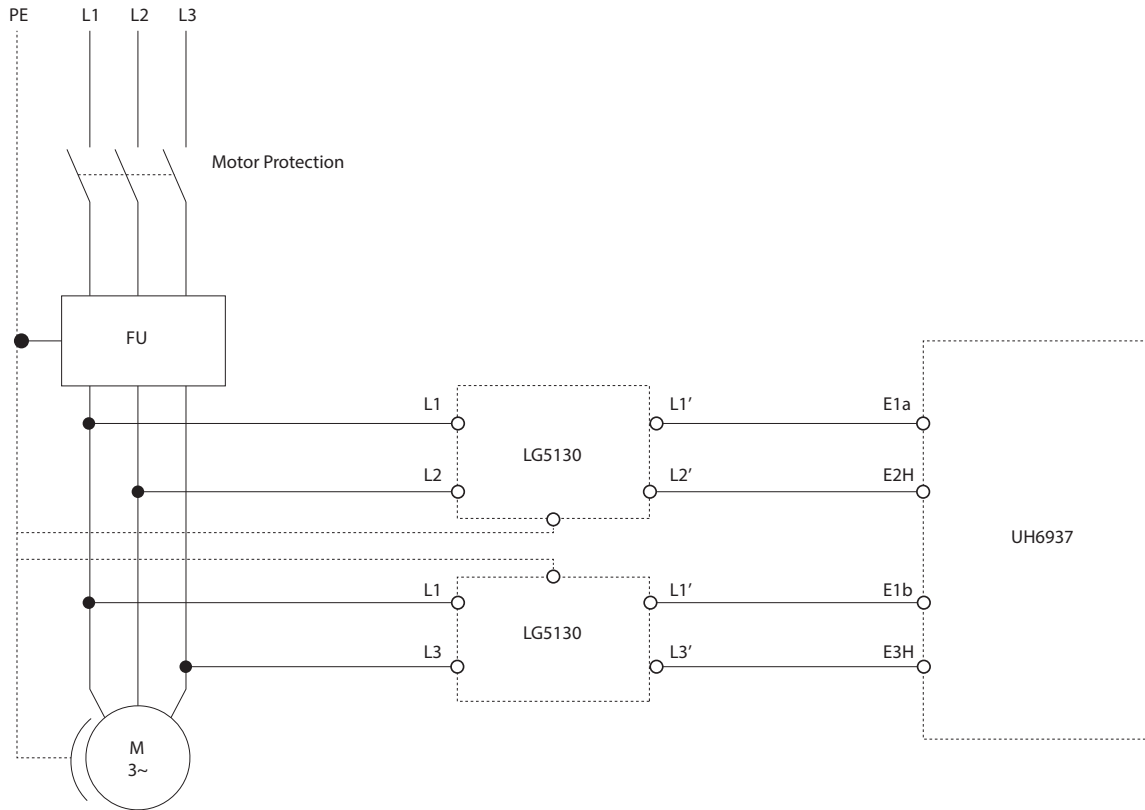 PE L1 L2 L3
Motor Protection
FU
L1 L1′ E1a
LG5130
L2 L2′ E2H
UH6937
L1 L1′ E1b
LG5130
L3 L3′ E3H
M
3~